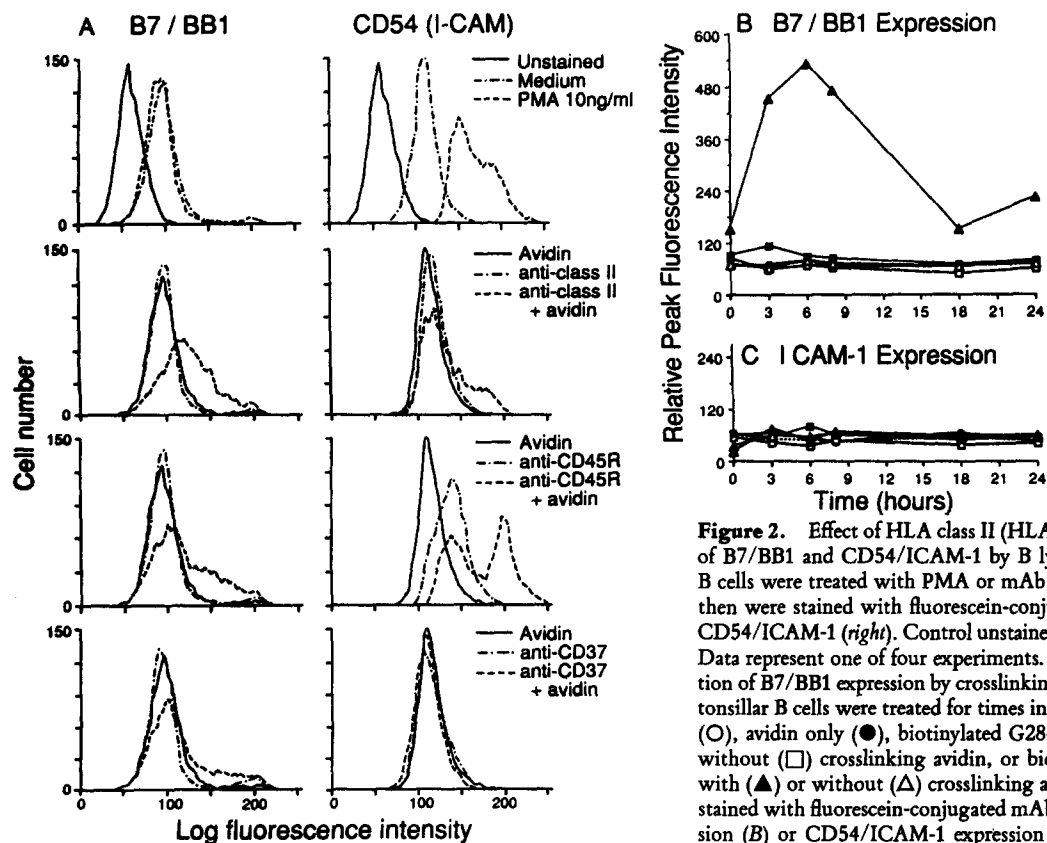 A B7 / BB1 CD54 (I-CAM)
150
0
Unstained
Medium
PMA 10ng/ml
150
0
Avidin
anti-class II
anti-class II
+ avidin
150
0
Avidin
anti-CD45R
anti-CD45R
+ avidin
150
0
Avidin
anti-CD37
anti-CD37
+ avidin
0 100 200 0 100 200
Cell number
Log fluorescence intensity
B B7 / BB1 Expression
600
480
360
240
120
0
0 3 6 9 12 15 18 21 24
C I CAM-1 Expression
240
120
0
0 3 6 9 12 15 18 21 24
Relative Peak Fluorescence Intensity
Time (hours)
Figure 2. Effect of HLA class II (HLA
of B7/BB1 and CD54/ICAM-1 by B ly
B cells were treated with PMA or mAb
then were stained with fluorescein-conj
CD54/ICAM-1 (right). Control unstaine
Data represent one of four experiments.
tion of B7/BB1 expression by crosslinkin
tonsillar B cells were treated for times in
(○), avidin only (●), biotinylated G28-
without (□) crosslinking avidin, or bio
with (▲) or without (△) crosslinking a
stained with fluorescein-conjugated mAb
sion (B) or CD54/ICAM-1 expression